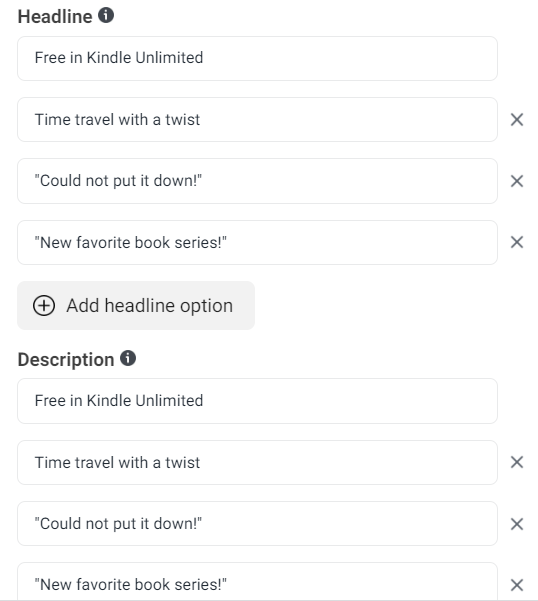 Headline
Free in Kindle Unlimited
Time travel with a twist
"Could not put it down!"
"New favorite book series!"
Add headline option
Description
Free in Kindle Unlimited
Time travel with a twist
"Could not put it down!"
"New favorite book series!"